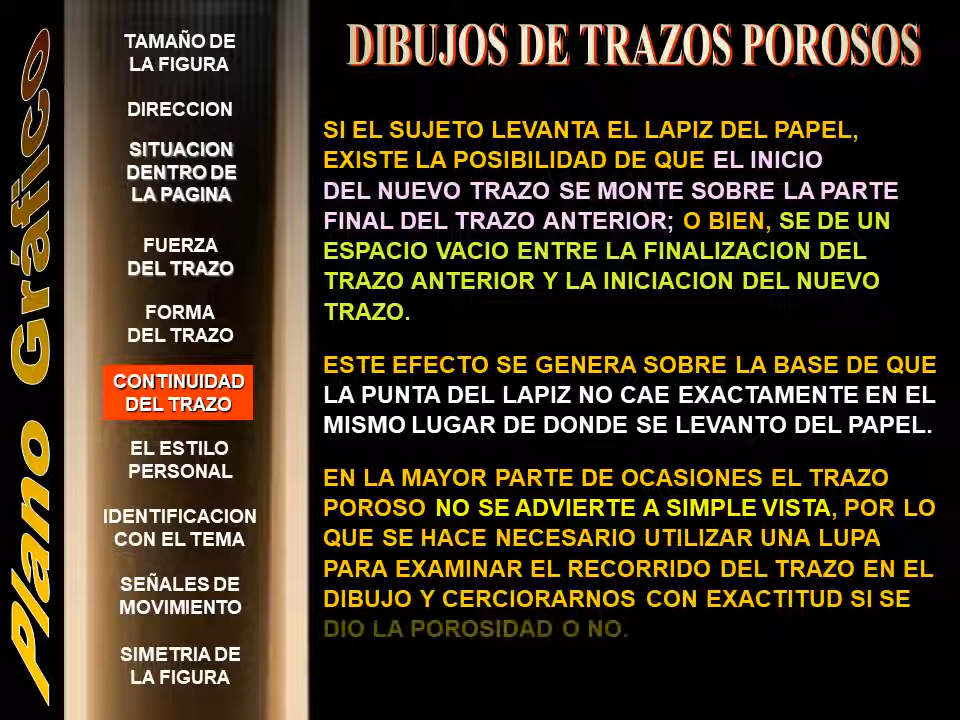 Plano Gráfico
TAMAÑO DE
LA FIGURA
DIRECCION
SITUACION
DENTRO DE
LA PAGINA
FUERZA
DEL TRAZO
FORMA
DEL TRAZO
CONTINUIDAD
DEL TRAZO
EL ESTILO
PERSONAL
IDENTIFICACION
CON EL TEMA
SEÑALES DE
MOVIMIENTO
SIMETRIA DE
LA FIGURA
DIBUJOS DE TRAZOS POROSOS
SI EL SUJETO LEVANTA EL LAPIZ DEL PAPEL,
EXISTE LA POSIBILIDAD DE QUE EL INICIO
DEL NUEVO TRAZO SE MONTE SOBRE LA PARTE
FINAL DEL TRAZO ANTERIOR; O BIEN, SE DE UN
ESPACIO VACIO ENTRE LA FINALIZACION DEL
TRAZO ANTERIOR Y LA INICIACION DEL NUEVO
TRAZO.
ESTE EFECTO SE GENERA SOBRE LA BASE DE QUE
LA PUNTA DEL LAPIZ NO CAE EXACTAMENTE EN EL
MISMO LUGAR DE DONDE SE LEVANTO DEL PAPEL.
EN LA MAYOR PARTE DE OCASIONES EL TRAZO
POROSO NO SE ADVIERTE A SIMPLE VISTA, POR LO
QUE SE HACE NECESARIO UTILIZAR UNA LUPA
PARA EXAMINAR EL RECORRIDO DEL TRAZO EN EL
DIBUJO Y CERCIORARNOS CON EXACTITUD SI SE
DIO LA POROSIDAD O NO.